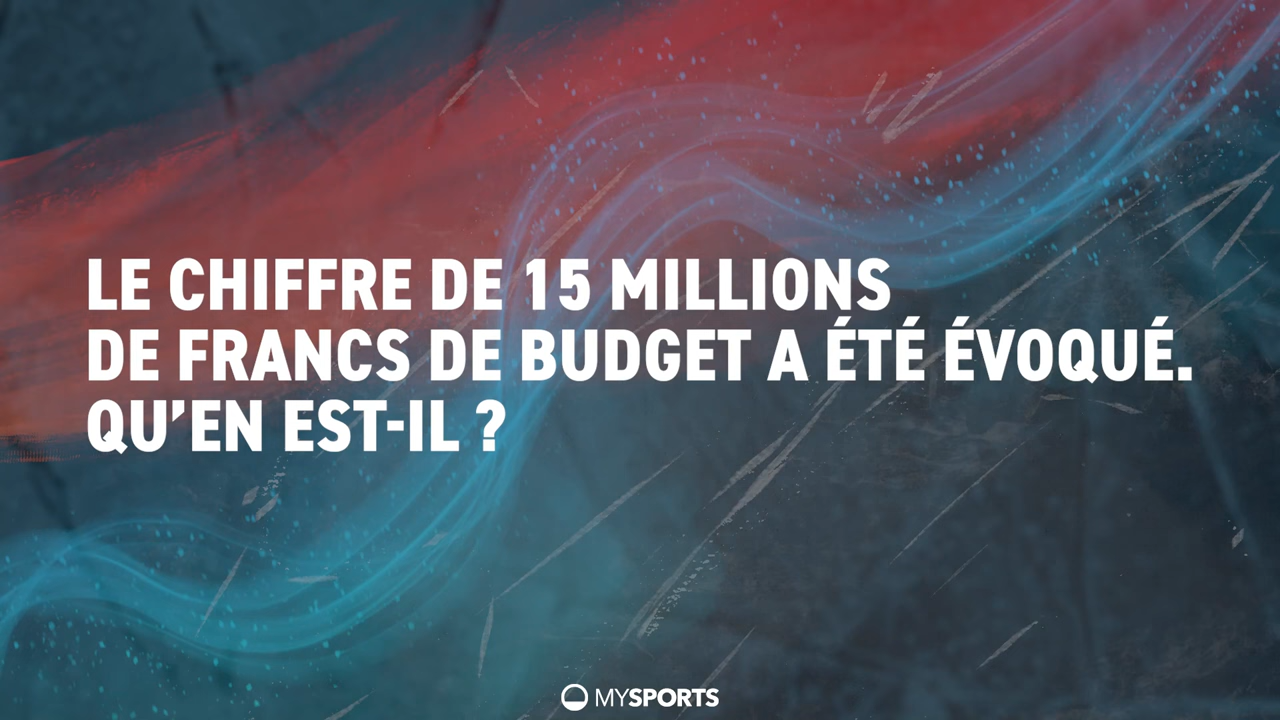 LE CHIFFRE DE 15 MILLIONS
DE FRANCS DE BUDGET A ÉTÉ ÉVOQUÉ.
QU’EN EST-IL ?
MYSPORTS